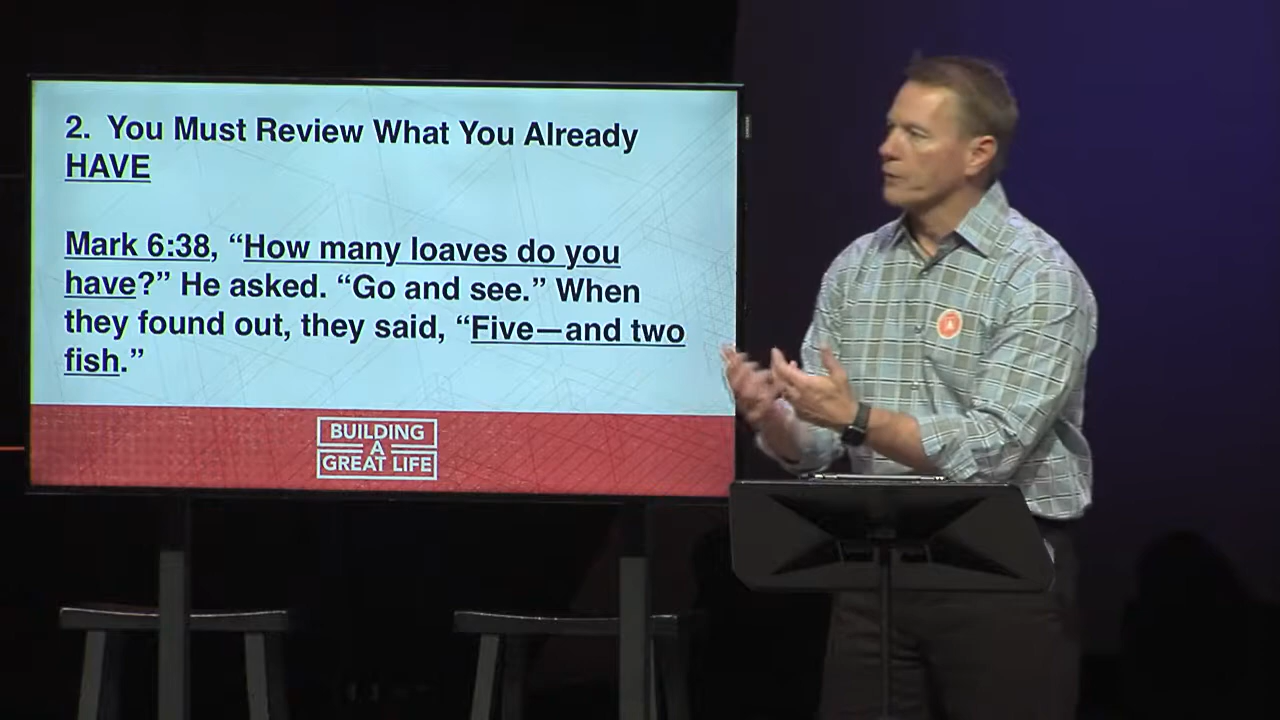 2. You Must Review What You Already
HAVE
Mark 6:38, “How many loaves do you
have?” He asked. “Go and see.” When
they found out, they said, “Five—and two
fish.”
BUILDING
A
GREAT LIFE